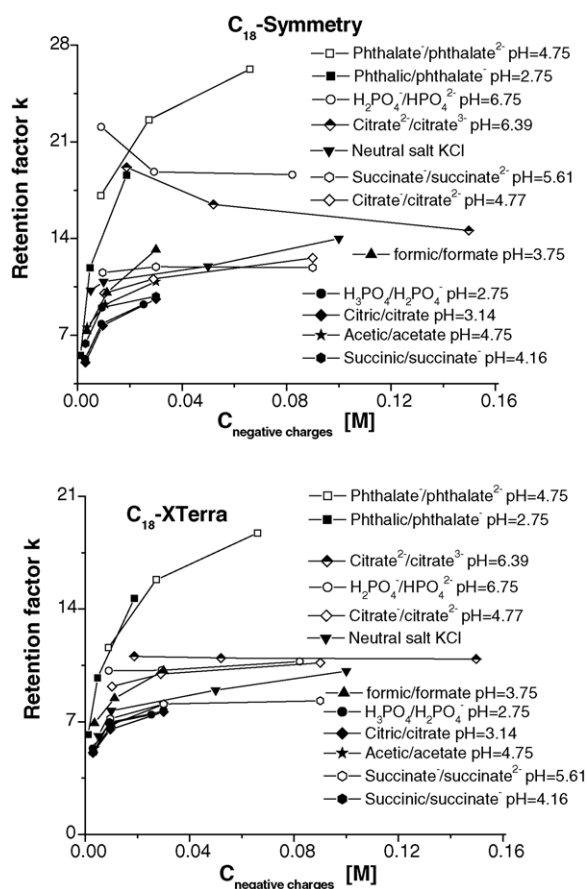 C₁₈-Symmetry
28
21
14
7
Retention factor k
Phthalate⁻/phthalate²⁻ pH=4.75
Phthalic/phthalate⁻ pH=2.75
H₂PO₄⁻/HPO₄²⁻ pH=6.75
Citrate²⁻/citrate³⁻ pH=6.39
Neutral salt KCl
Succinate⁻/succinate²⁻ pH=5.61
Citrate⁻/citrate²⁻ pH=4.77
formic/formate pH=3.75
H₃PO₄/H₂PO₄⁻ pH=2.75
Citric/citrate pH=3.14
Acetic/acetate pH=4.75
Succinic/succinate⁻ pH=4.16
0.00 0.04 0.08 0.12 0.16
C negative charges [M]
C₁₈-XTerra
21
14
7
0
Retention factor k
Phthalate⁻/phthalate²⁻ pH=4.75
Phthalic/phthalate⁻ pH=2.75
Citrate²⁻/citrate³⁻ pH=6.39
H₂PO₄⁻/HPO₄²⁻ pH=6.75
Citrate⁻/citrate²⁻ pH=4.77
Neutral salt KCl
formic/formate pH=3.75
H₃PO₄/H₂PO₄⁻ pH=2.75
Citric/citrate pH=3.14
Acetic/acetate pH=4.75
Succinate⁻/succinate²⁻ pH=5.61
Succinic/succinate⁻ pH=4.16
0.00 0.04 0.08 0.12 0.16
C negative charges [M]